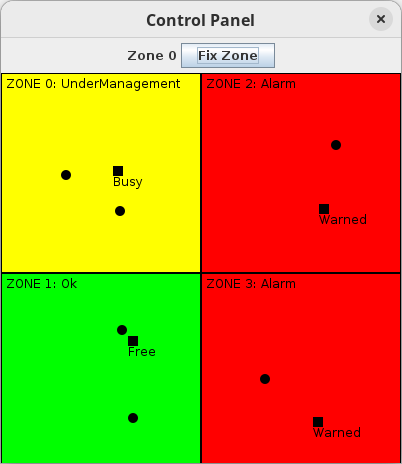 Control Panel
Zone 0 Fix Zone
ZONE 0: UnderManagement
Busy
ZONE 2: Alarm
Warned
ZONE 1: Ok
Free
ZONE 3: Alarm
Warned